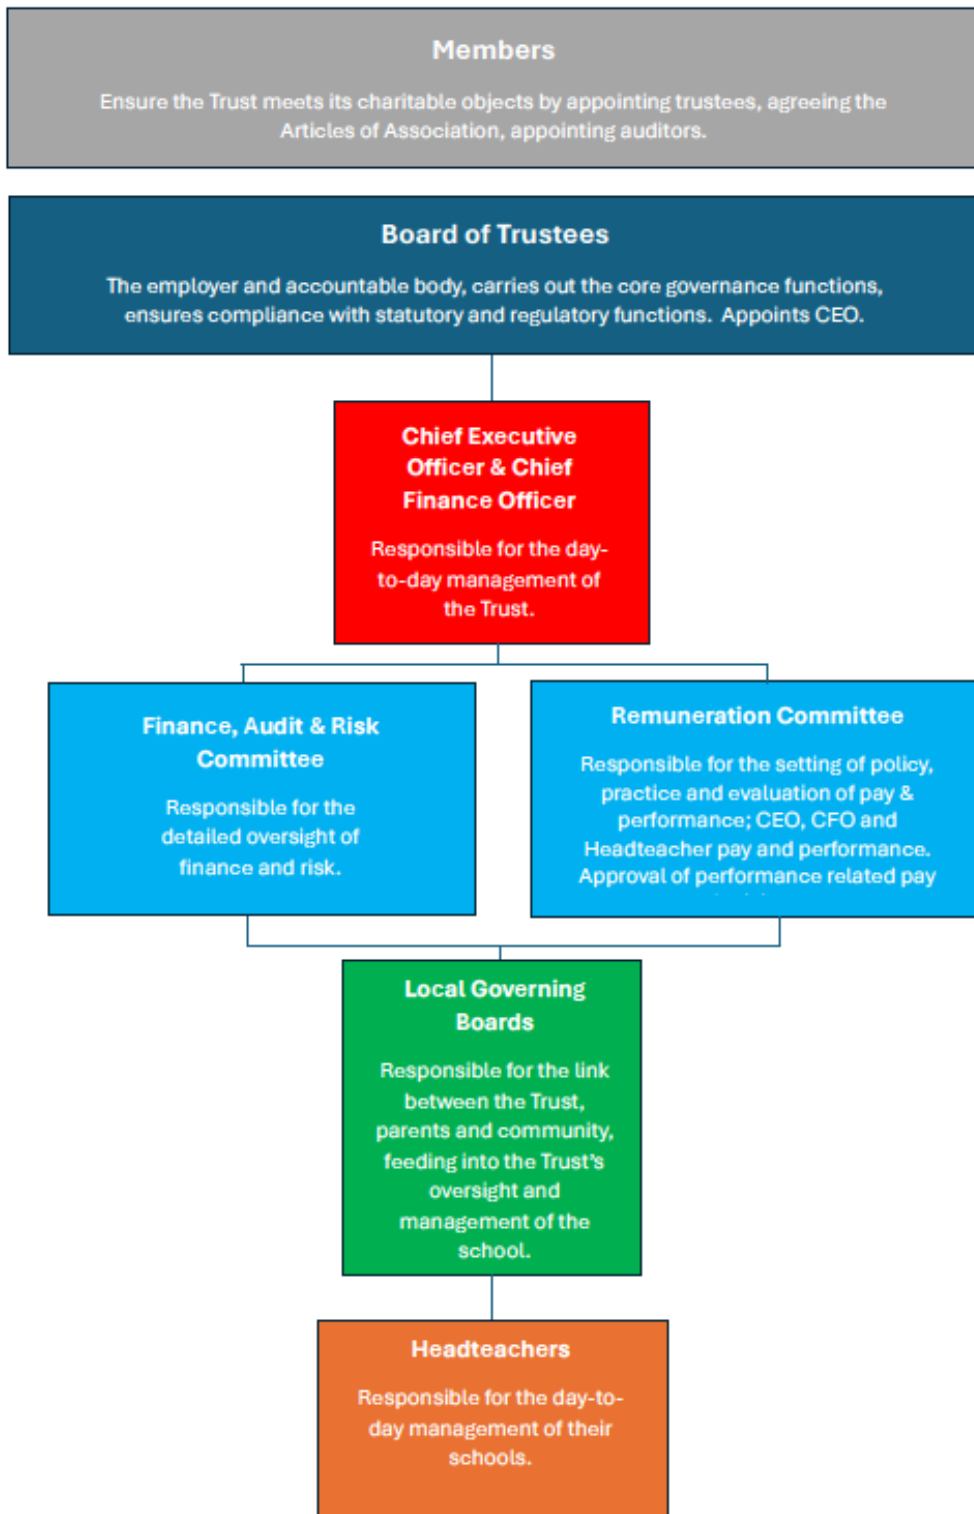 Members
Ensure the Trust meets its charitable objects by appointing trustees, agreeing the
Articles of Association, appointing auditors.
Board of Trustees
The employer and accountable body, carries out the core governance functions,
ensures compliance with statutory and regulatory functions. Appoints CEO.
Chief Executive
Officer & Chief
Finance Officer
Responsible for the day-
to-day management of
the Trust.
Finance, Audit & Risk
Committee
Responsible for the
detailed oversight of
finance and risk.
Remuneration Committee
Responsible for the setting of policy,
practice and evaluation of pay &
performance; CEO, CFO and
Headteacher pay and performance.
Approval of performance related pay
Local Governing
Boards
Responsible for the link
between the Trust,
parents and community,
feeding into the Trust's
oversight and
management of the
school.
Headteachers
Responsible for the day-to-
day management of their
schools.